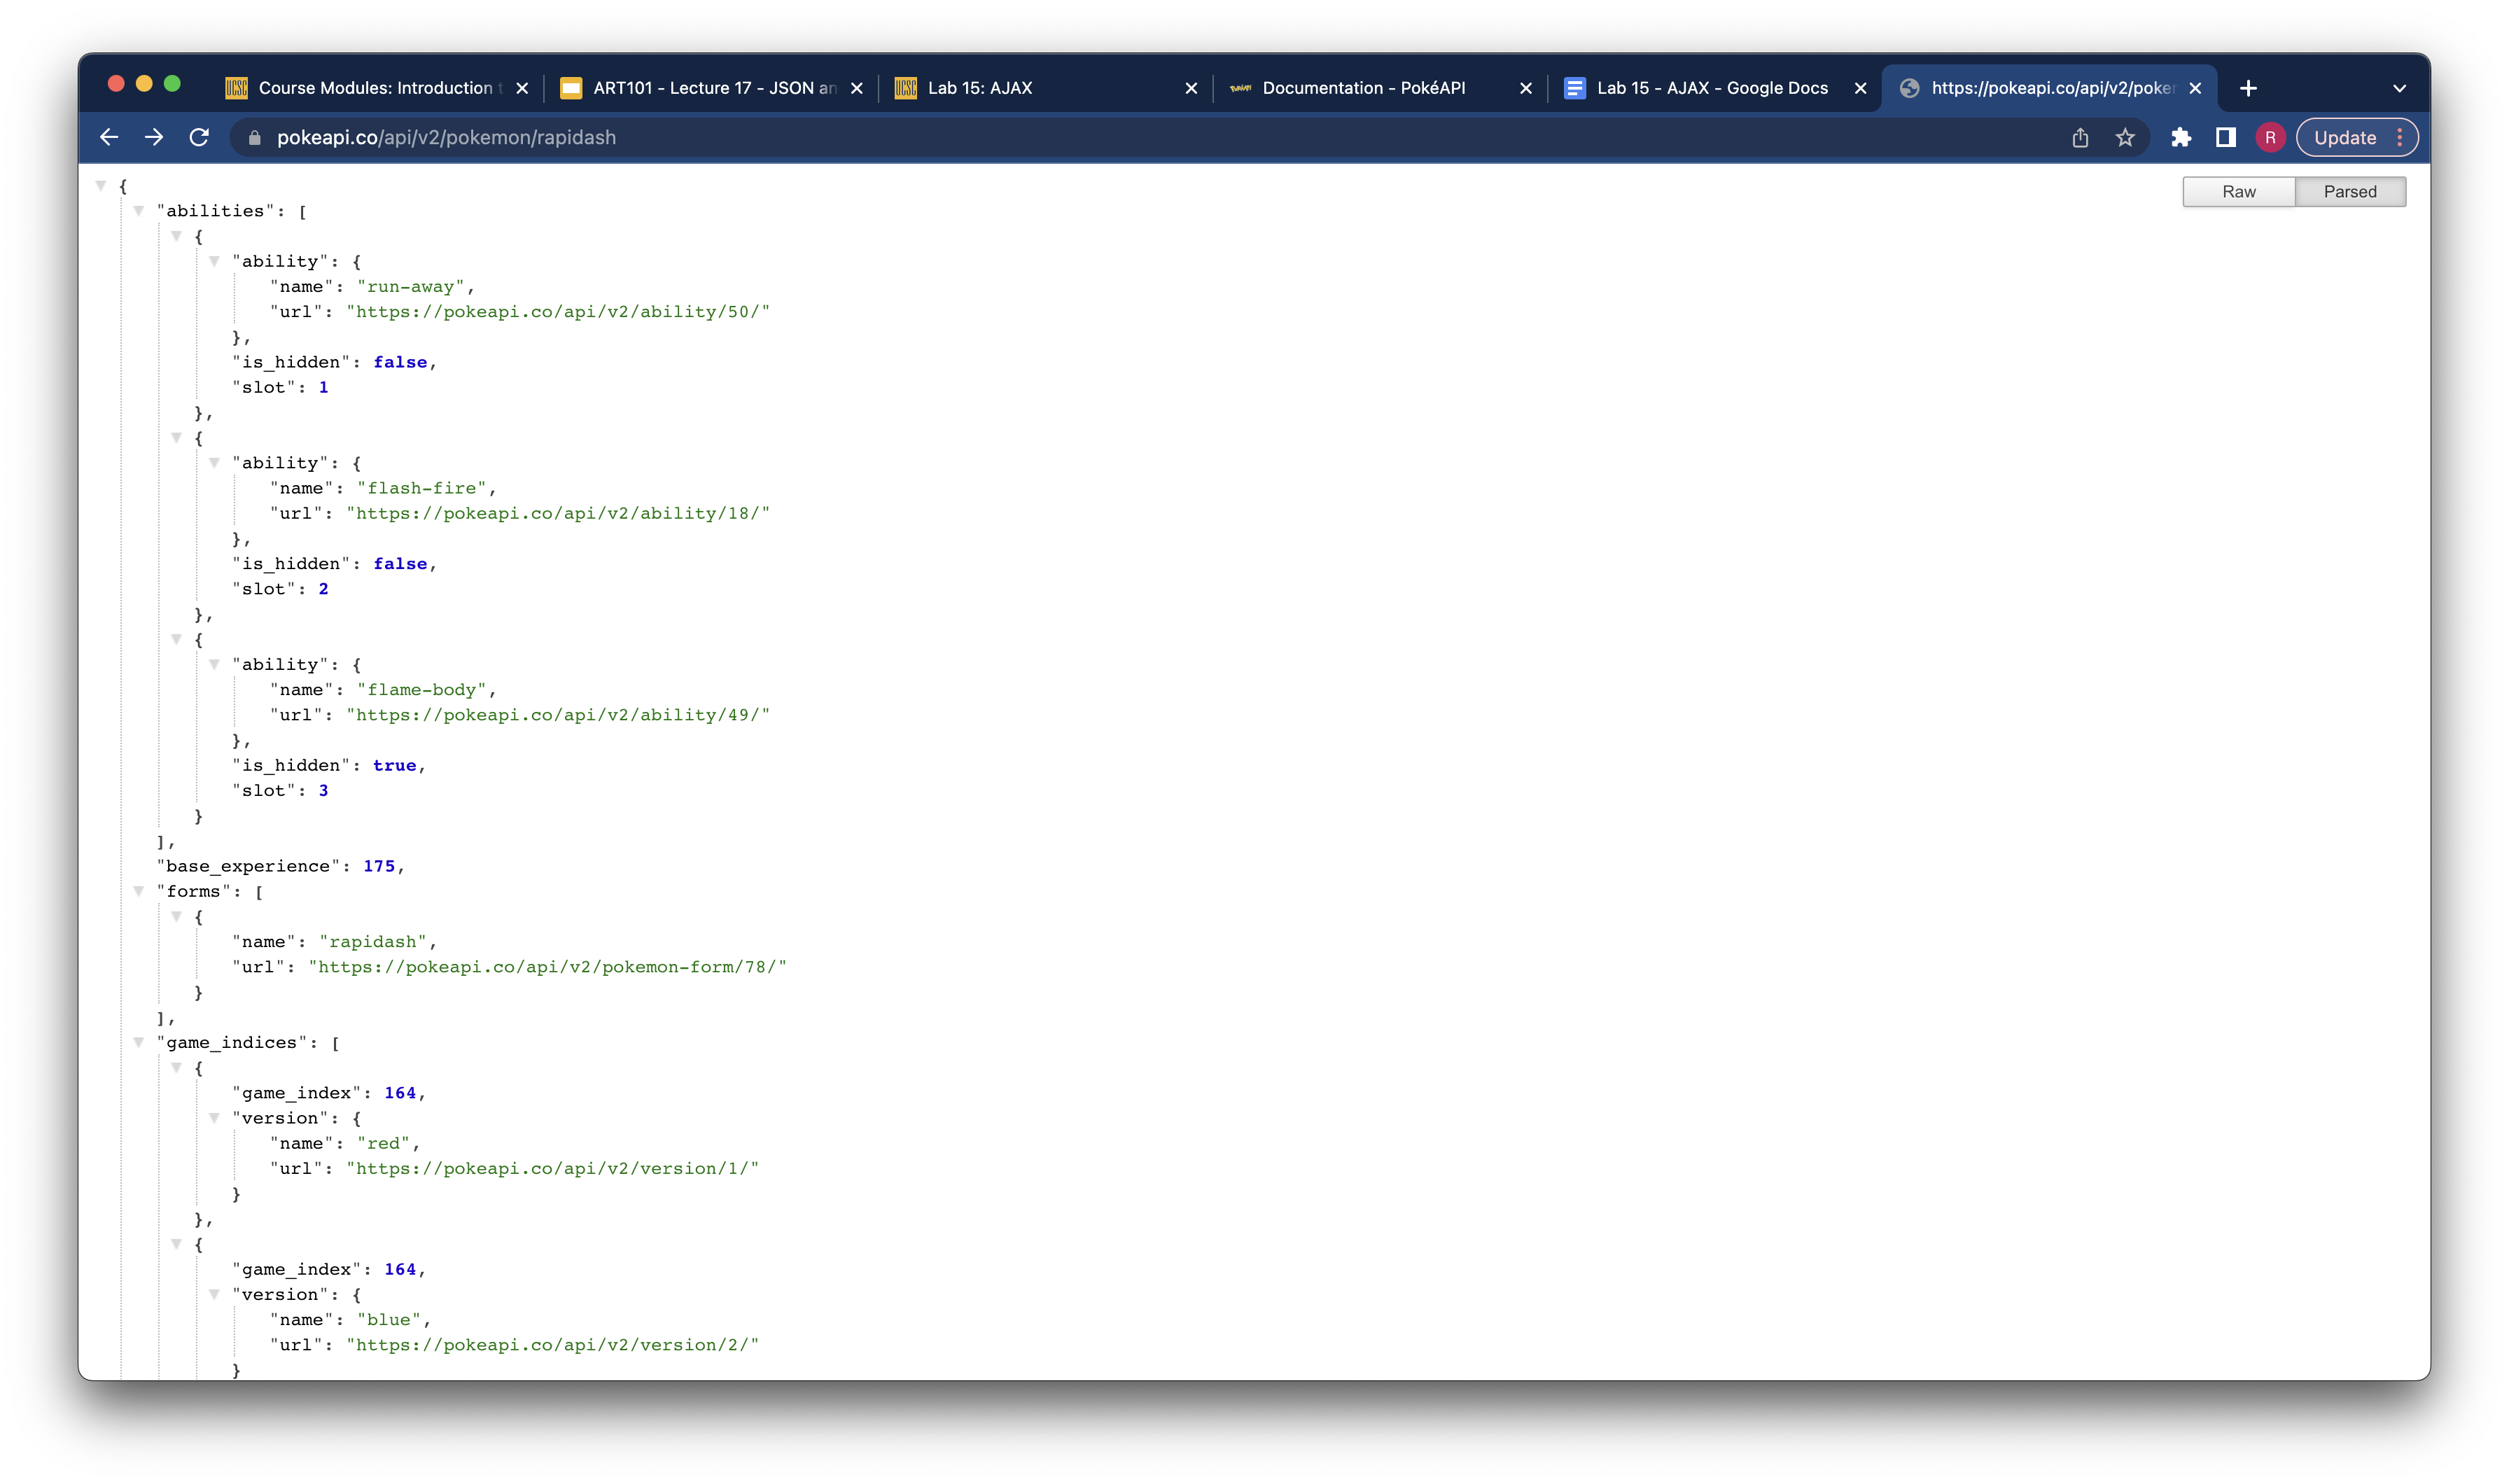 UCSC Course Modules: Introduction t
ART101 - Lecture 17 - JSON an
UCSC Lab 15: AJAX
Documentation - PokéAPI
Lab 15 - AJAX - Google Docs
https://pokeapi.co/api/v2/poke
pokeapi.co/api/v2/pokemon/rapidash
R
Update
Raw
Parsed
{
"abilities": [
{
"ability": {
"name": "run-away",
"url": "https://pokeapi.co/api/v2/ability/50/"
},
"is_hidden": false,
"slot": 1
},
{
"ability": {
"name": "flash-fire",
"url": "https://pokeapi.co/api/v2/ability/18/"
},
"is_hidden": false,
"slot": 2
},
{
"ability": {
"name": "flame-body",
"url": "https://pokeapi.co/api/v2/ability/49/"
},
"is_hidden": true,
"slot": 3
}
],
"base_experience": 175,
"forms": [
{
"name": "rapidash",
"url": "https://pokeapi.co/api/v2/pokemon-form/78/"
}
],
"game_indices": [
{
"game_index": 164,
"version": {
"name": "red",
"url": "https://pokeapi.co/api/v2/version/1/"
}
},
{
"game_index": 164,
"version": {
"name": "blue",
"url": "https://pokeapi.co/api/v2/version/2/"
}